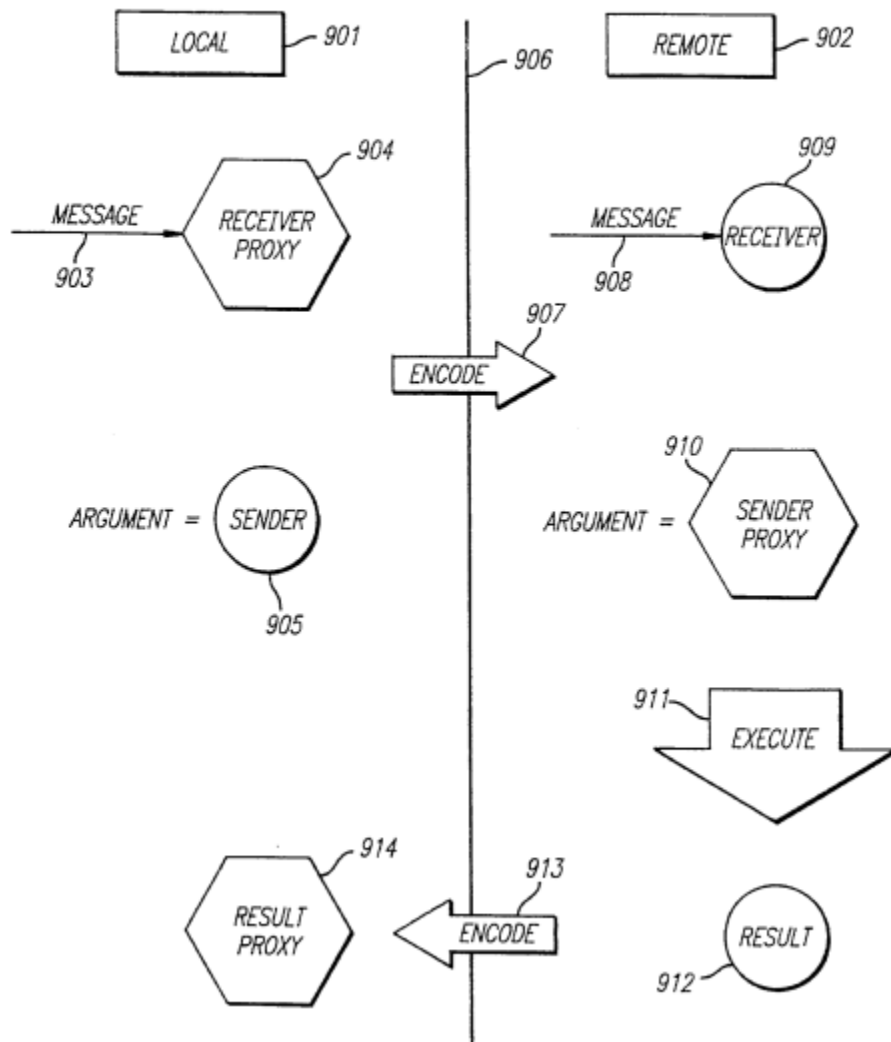 LOCAL
901
906
REMOTE
902
904
909
MESSAGE
903
RECEIVER
PROXY
MESSAGE
908
RECEIVER
907
ENCODE
910
ARGUMENT =
SENDER
905
ARGUMENT =
SENDER
PROXY
911
EXECUTE
914
913
RESULT
PROXY
ENCODE
RESULT
912